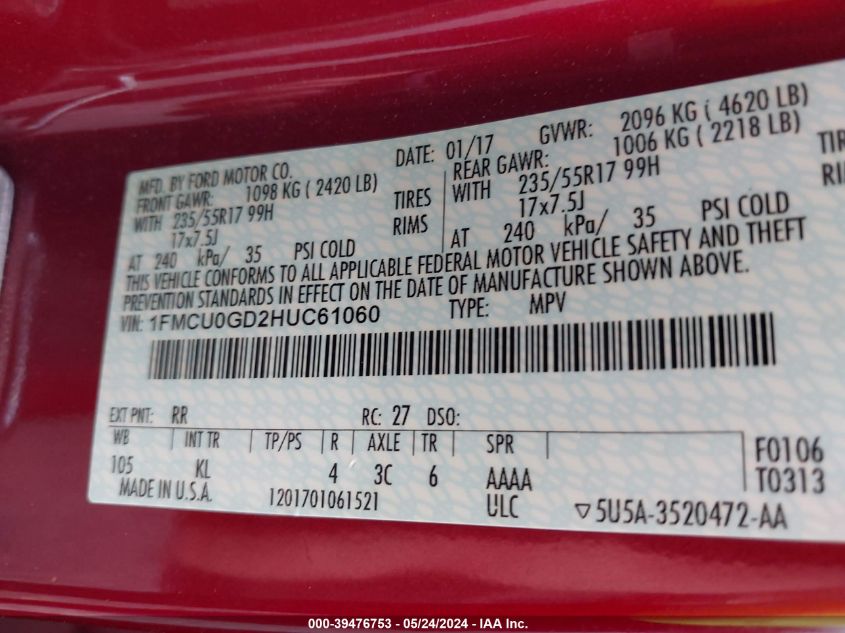 MFD. BY FORD MOTOR CO. DATE: 01/17 GVWR: 2096 KG ( 4620 LB)
FRONT GAWR: 1098 KG ( 2420 LB) REAR GAWR: 1006 KG ( 2218 LB)
WITH 235/55R17 99H TIRES WITH 235/55R17 99H TIR
17x7.5J RIMS 17x7.5J RI
AT 240 kPa/ 35 PSI COLD AT 240 kPa/ 35 PSI COLD
THIS VEHICLE CONFORMS TO ALL APPLICABLE FEDERAL MOTOR VEHICLE SAFETY AND THEFT
PREVENTION STANDARDS IN EFFECT ON THE DATE OF MANUFACTURE SHOWN ABOVE.
VIN: 1FMCU0GD2HUC61060 TYPE: MPV
EXT PNT: RR RC: 27 DSO:
WB INT TR TP/PS R AXLE TR SPR F0106
105 KL 4 3C 6 AAAA T0313
MADE IN U.S.A. 1201701061521 ULC ▽5U5A-3520472-AA
000-39476753 - 05/24/2024 - IAA Inc.